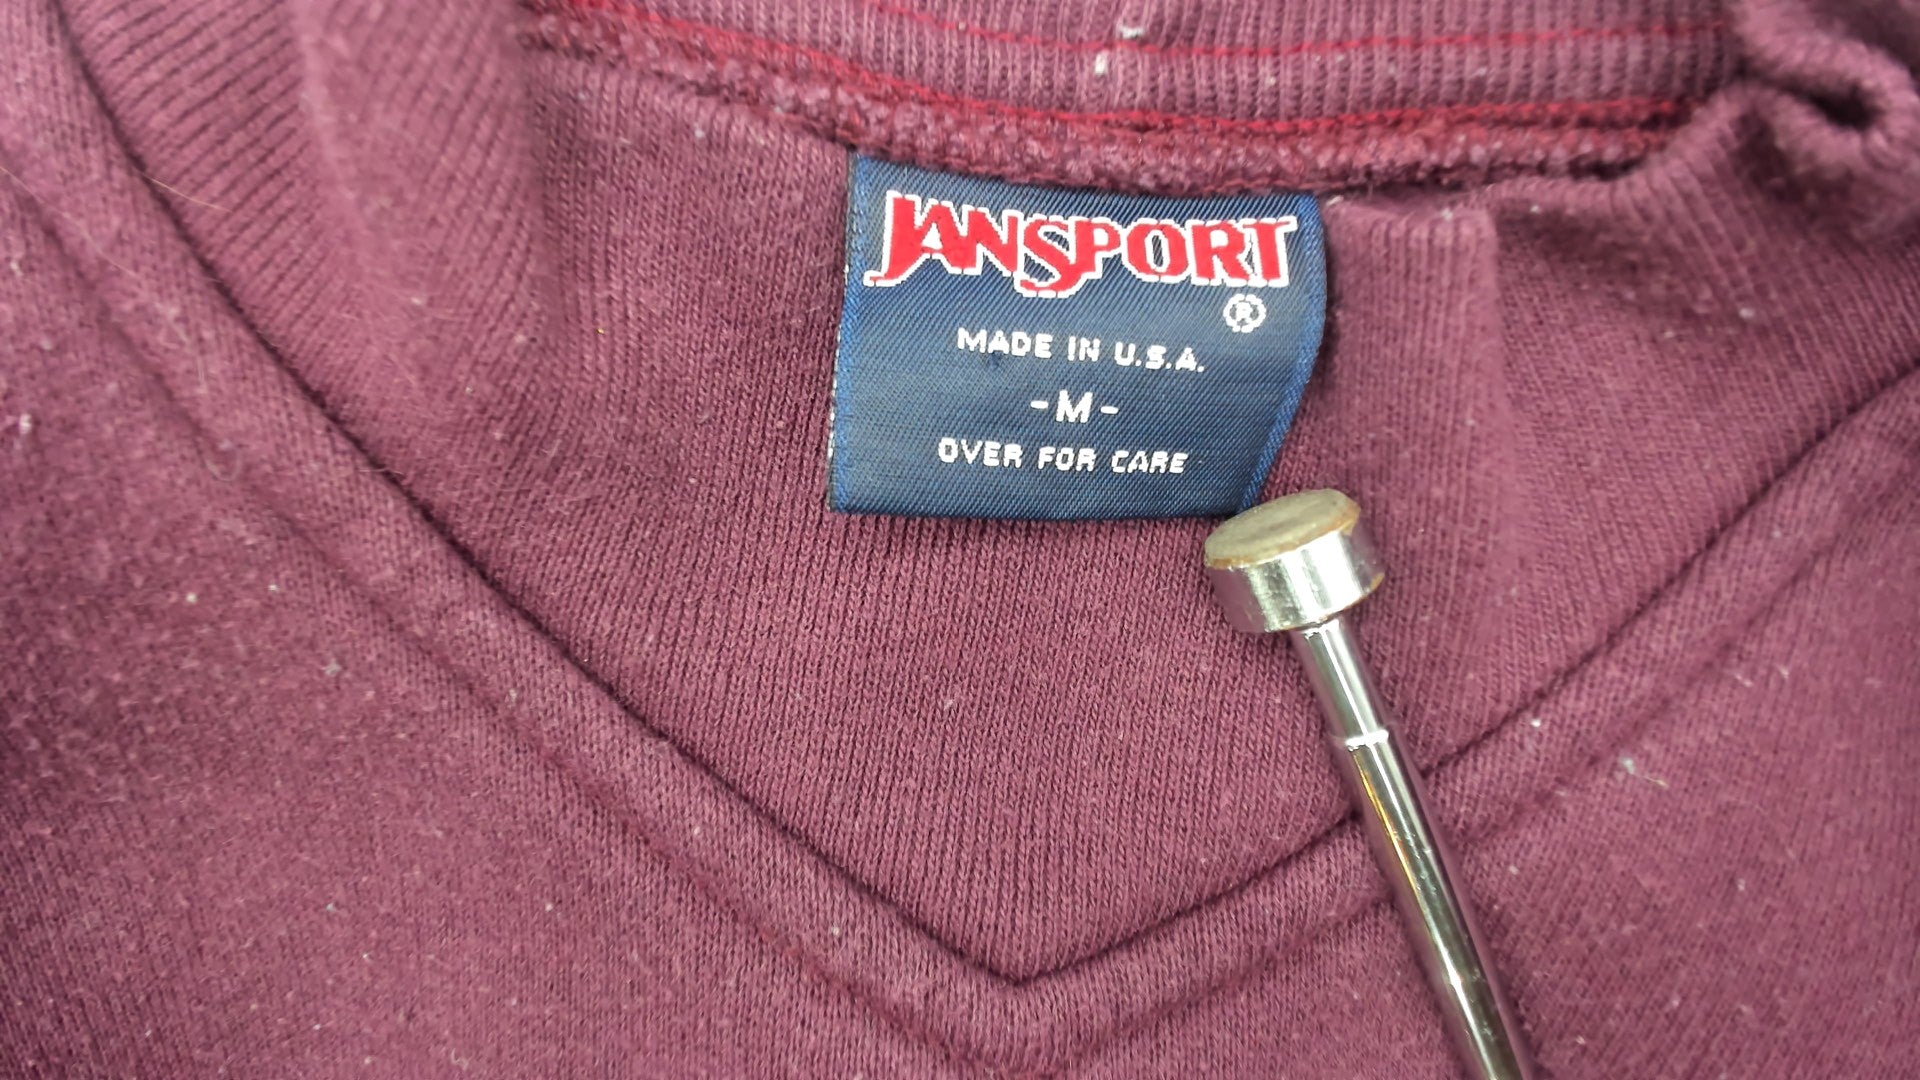 JANSPORT
®
MADE IN U.S.A.
-M-
OVER FOR CARE